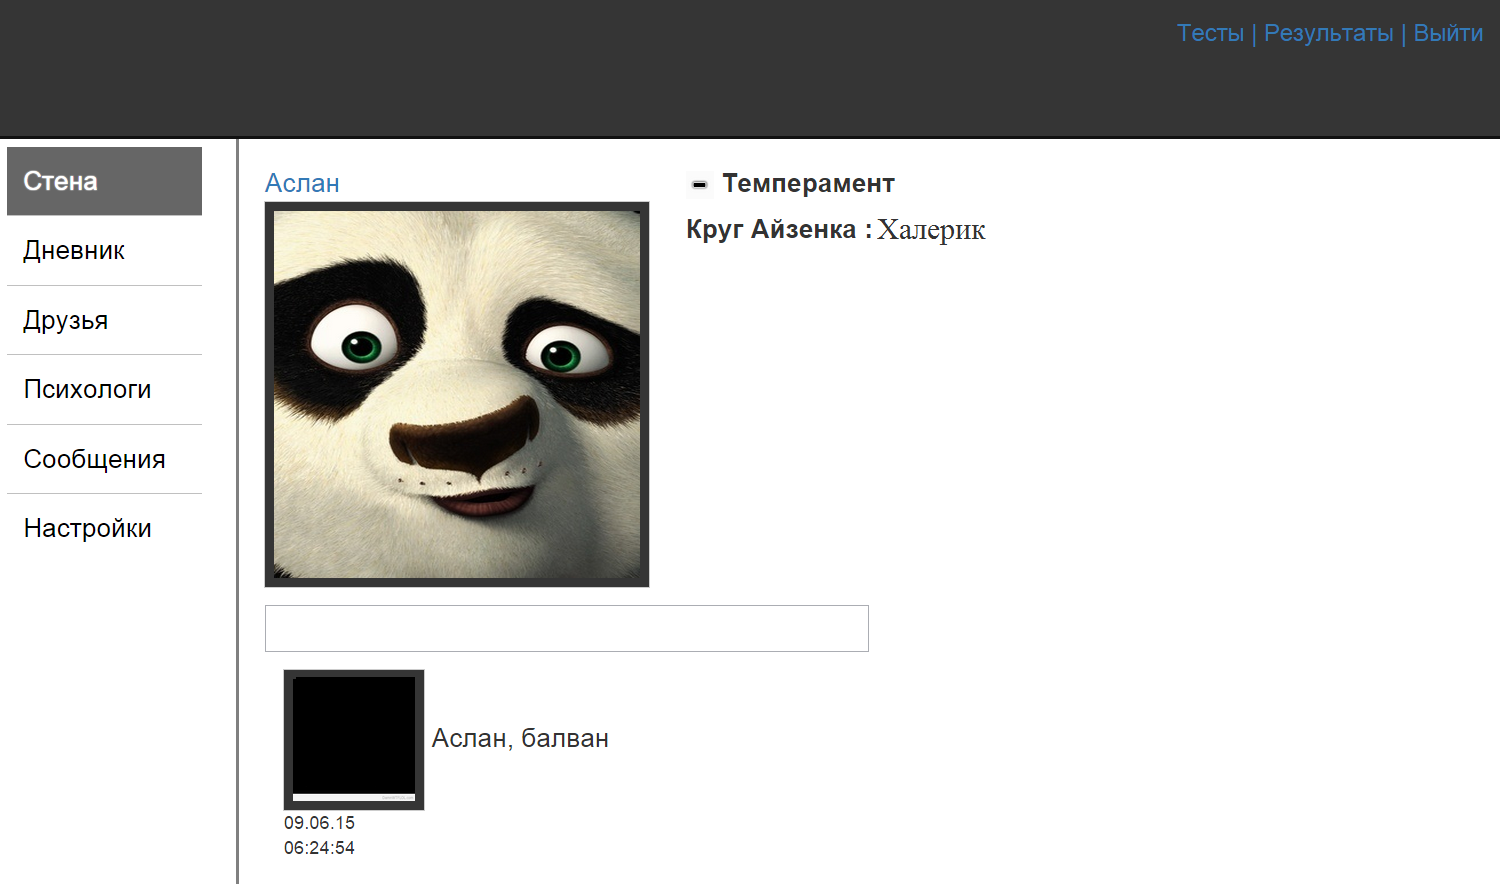 Тесты | Результаты | Выйти
Стена
Дневник
Друзья
Психологи
Сообщения
Настройки
Аслан
Темперамент
Круг Айзенка : Халерик
Аслан, балван
09.06.15
06:24:54